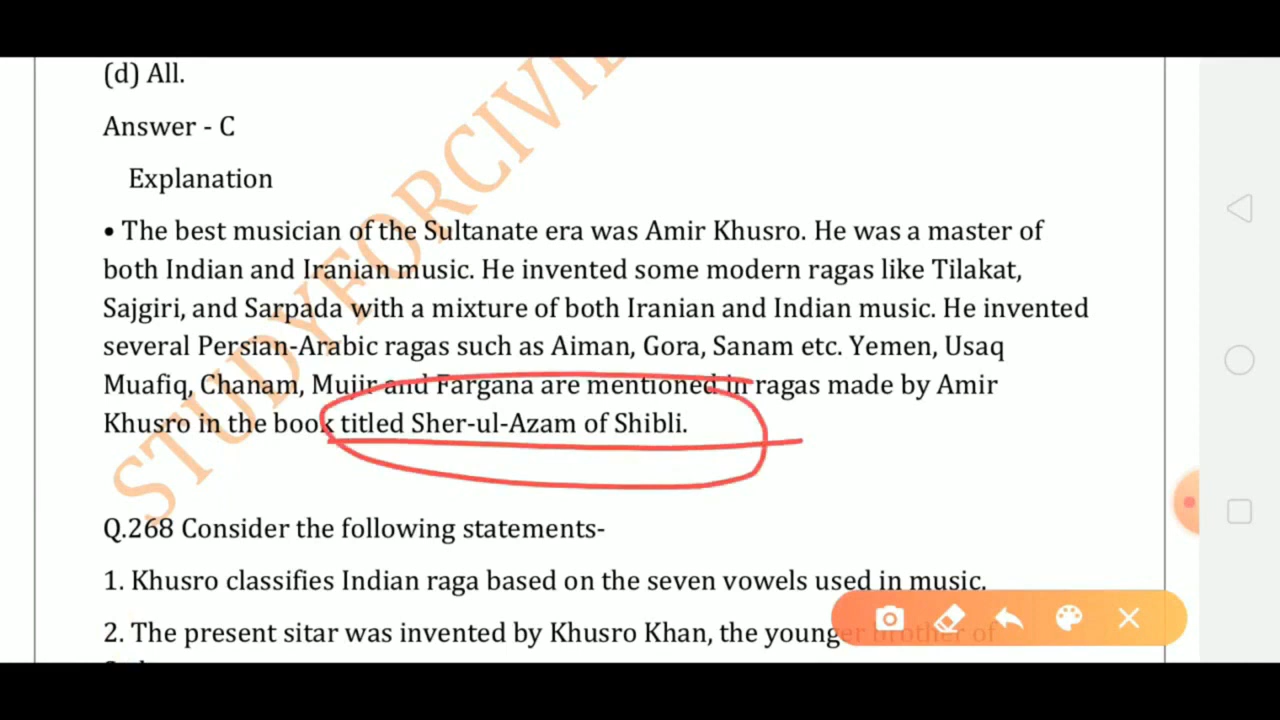 (d) All.
Answer - C
Explanation
• The best musician of the Sultanate era was Amir Khusro. He was a master of
both Indian and Iranian music. He invented some modern ragas like Tilakat,
Sajgiri, and Sarpada with a mixture of both Iranian and Indian music. He invented
several Persian-Arabic ragas such as Aiman, Gora, Sanam etc. Yemen, Usaq
Muafiq, Chanam, Mujir and Fargana are mentioned in ragas made by Amir
Khusro in the book titled Sher-ul-Azam of Shibli.
Q.268 Consider the following statements-
1. Khusro classifies Indian raga based on the seven vowels used in music.
2. The present sitar was invented by Khusro Khan, the younger brother of
STUDYFORCIVI